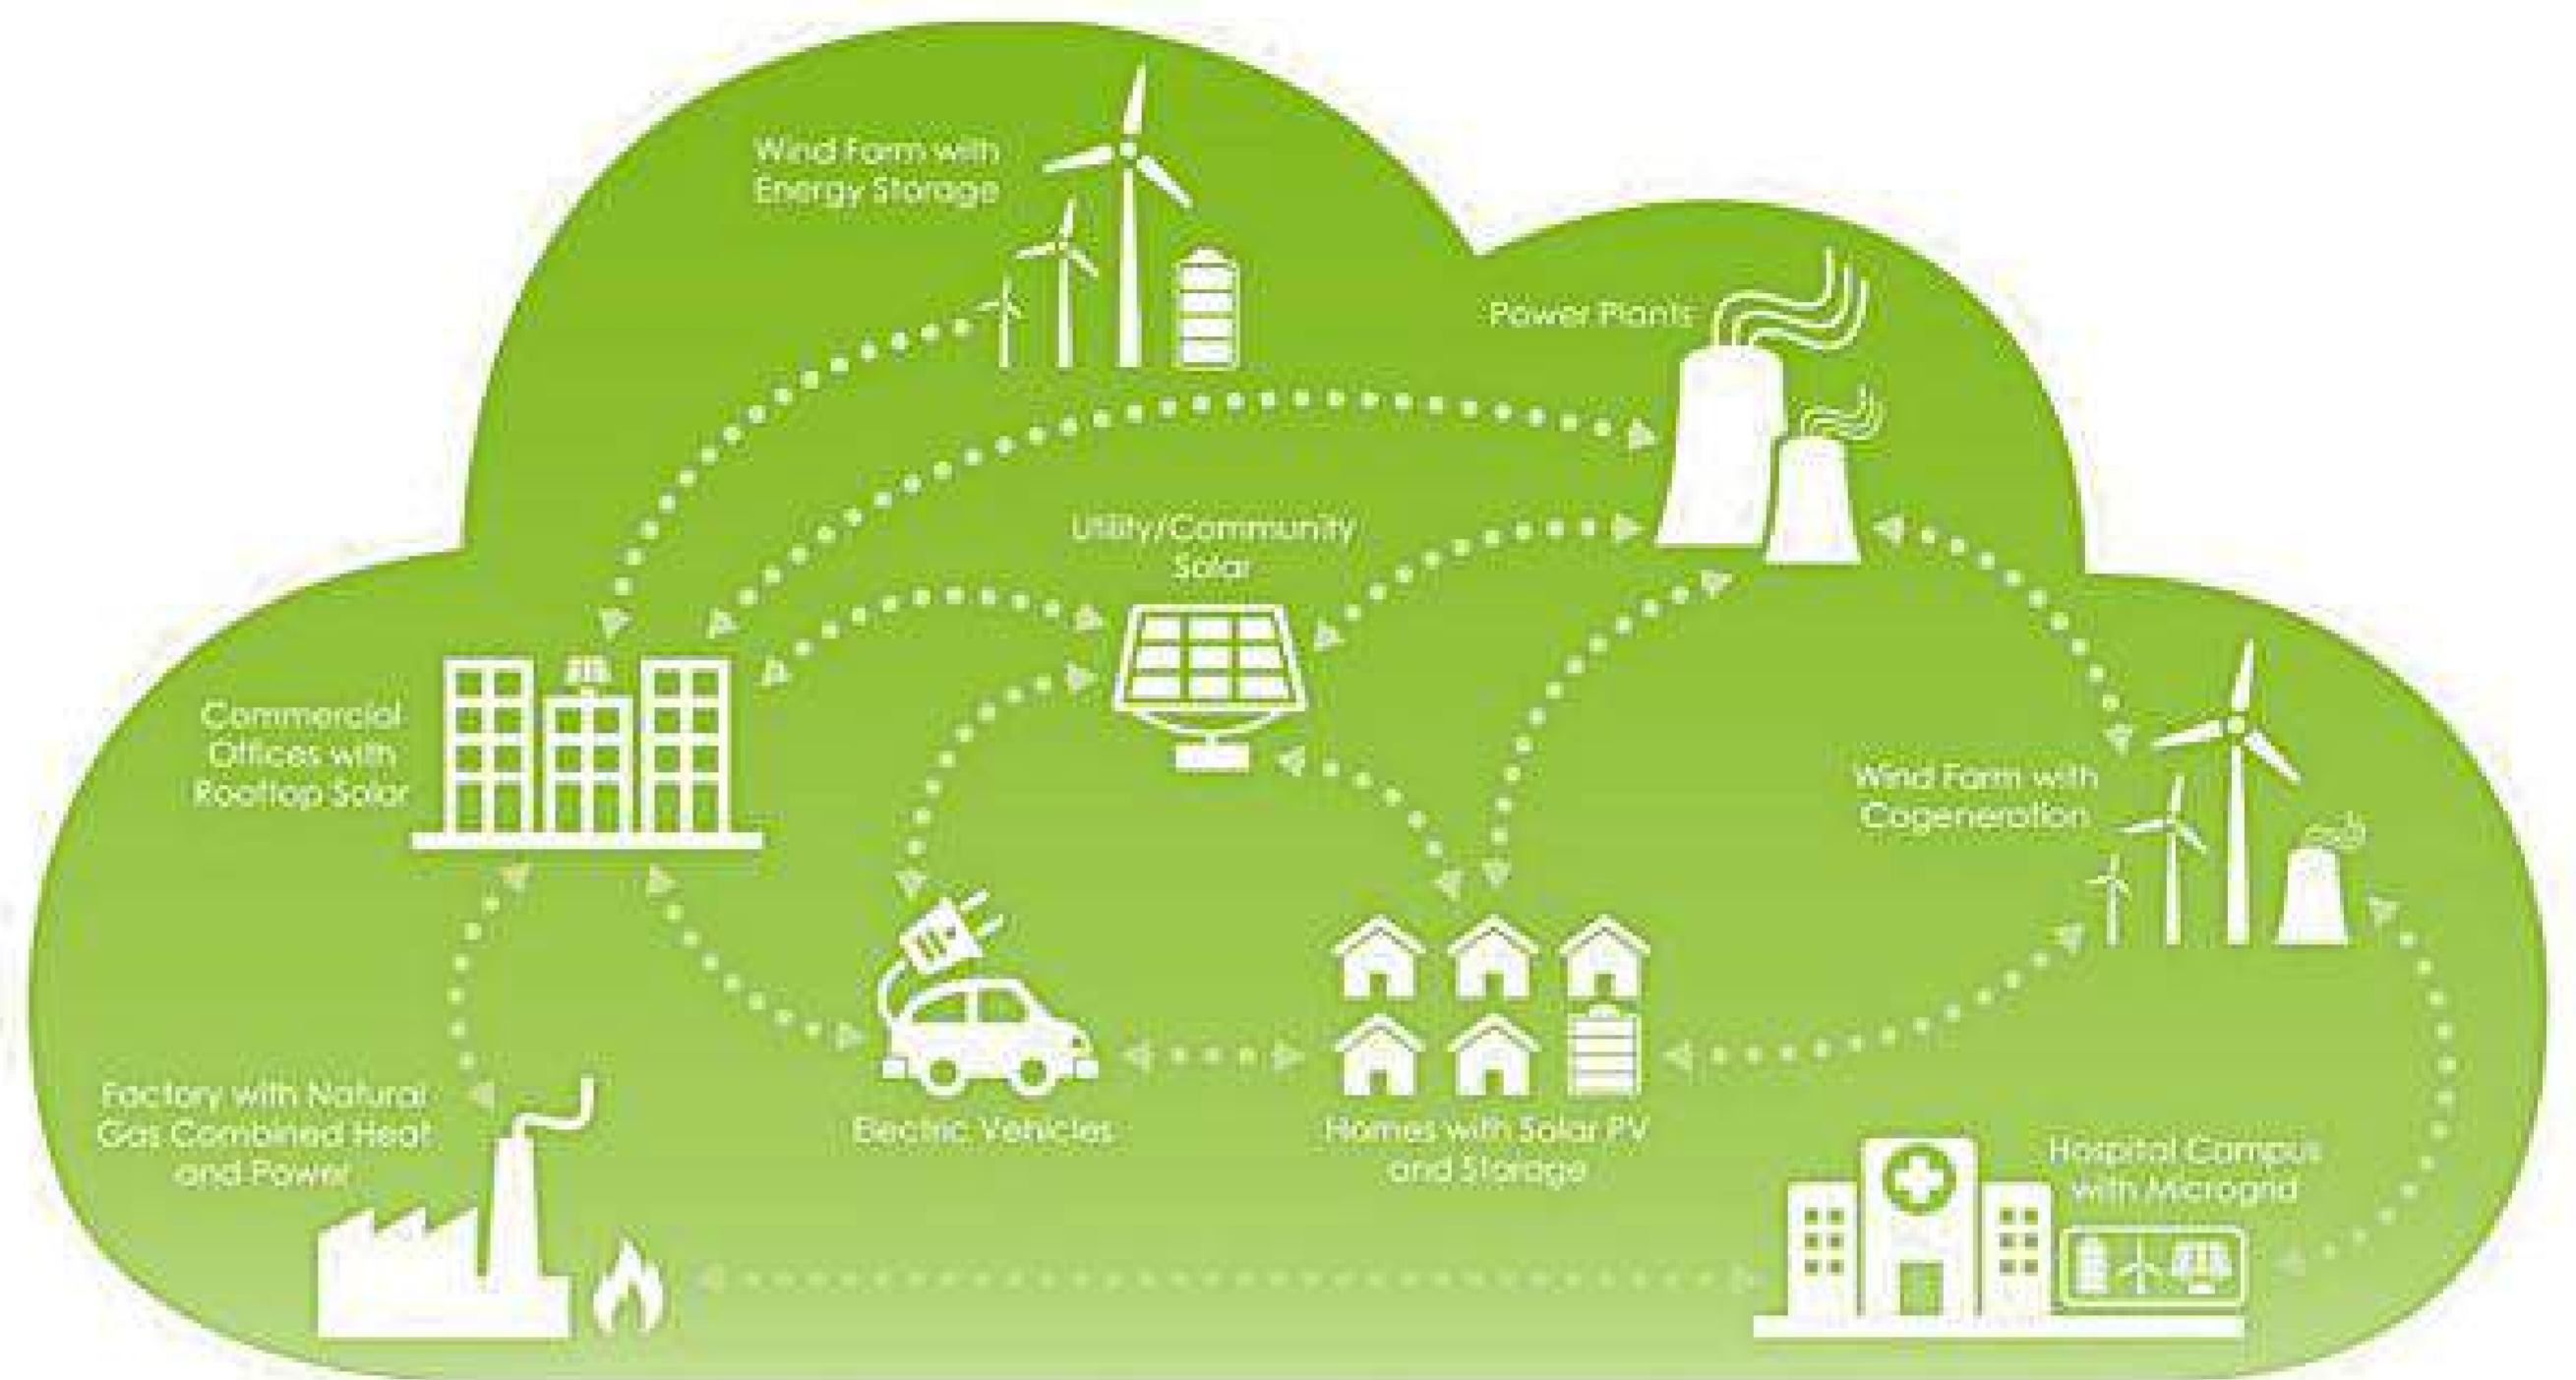 Wind Farm with
Energy Storage
Power Plants
Utility/Community
Solar
Commercial
Offices with
Rooftop Solar
Wind Farm with
Cogeneration
Factory with Natural
Gas Combined Heat
and Power
Electric Vehicles
Homes with Solar PV
and Storage
Hospital Campus
with Microgrid